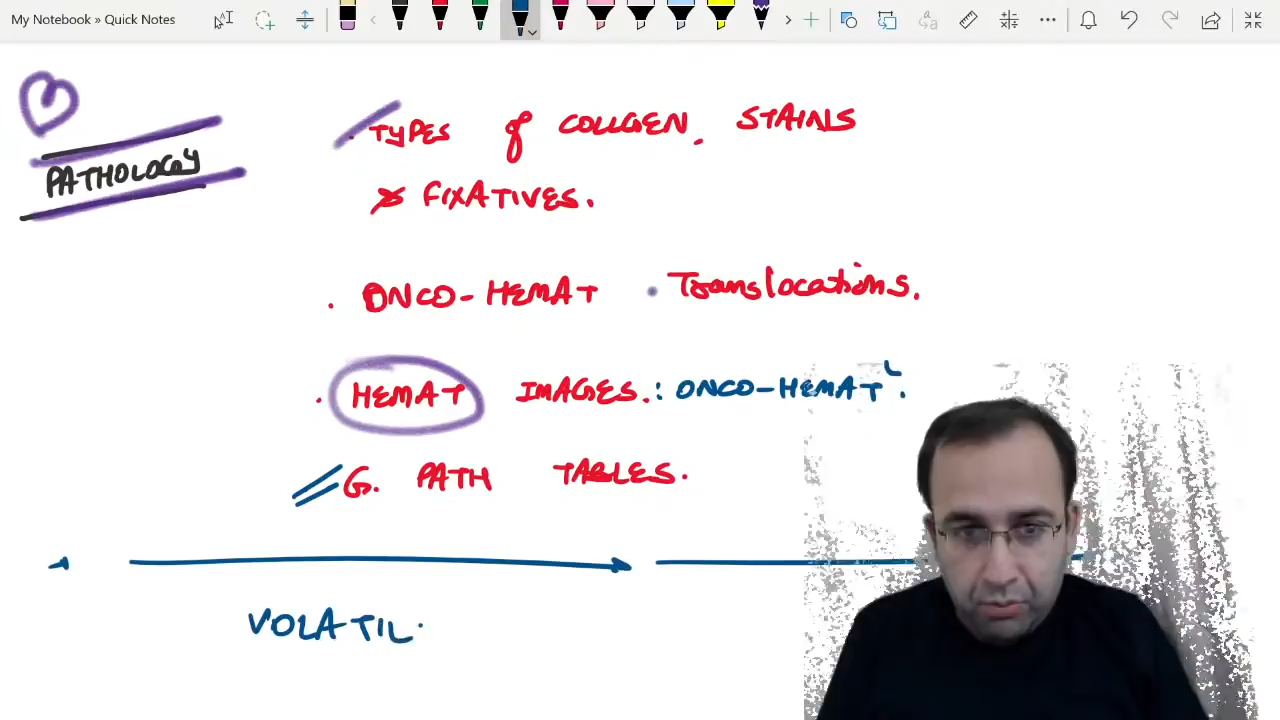 My Notebook » Quick Notes
PATHOLOGY
. TYPES of COLLGEN, STAINS
& FIXATIVES.
. ONCO-HEMAT . Translocations.
. HEMAT IMAGES. : ONCO-HEMAT.
G. PATH TABLES.
VOLATIL